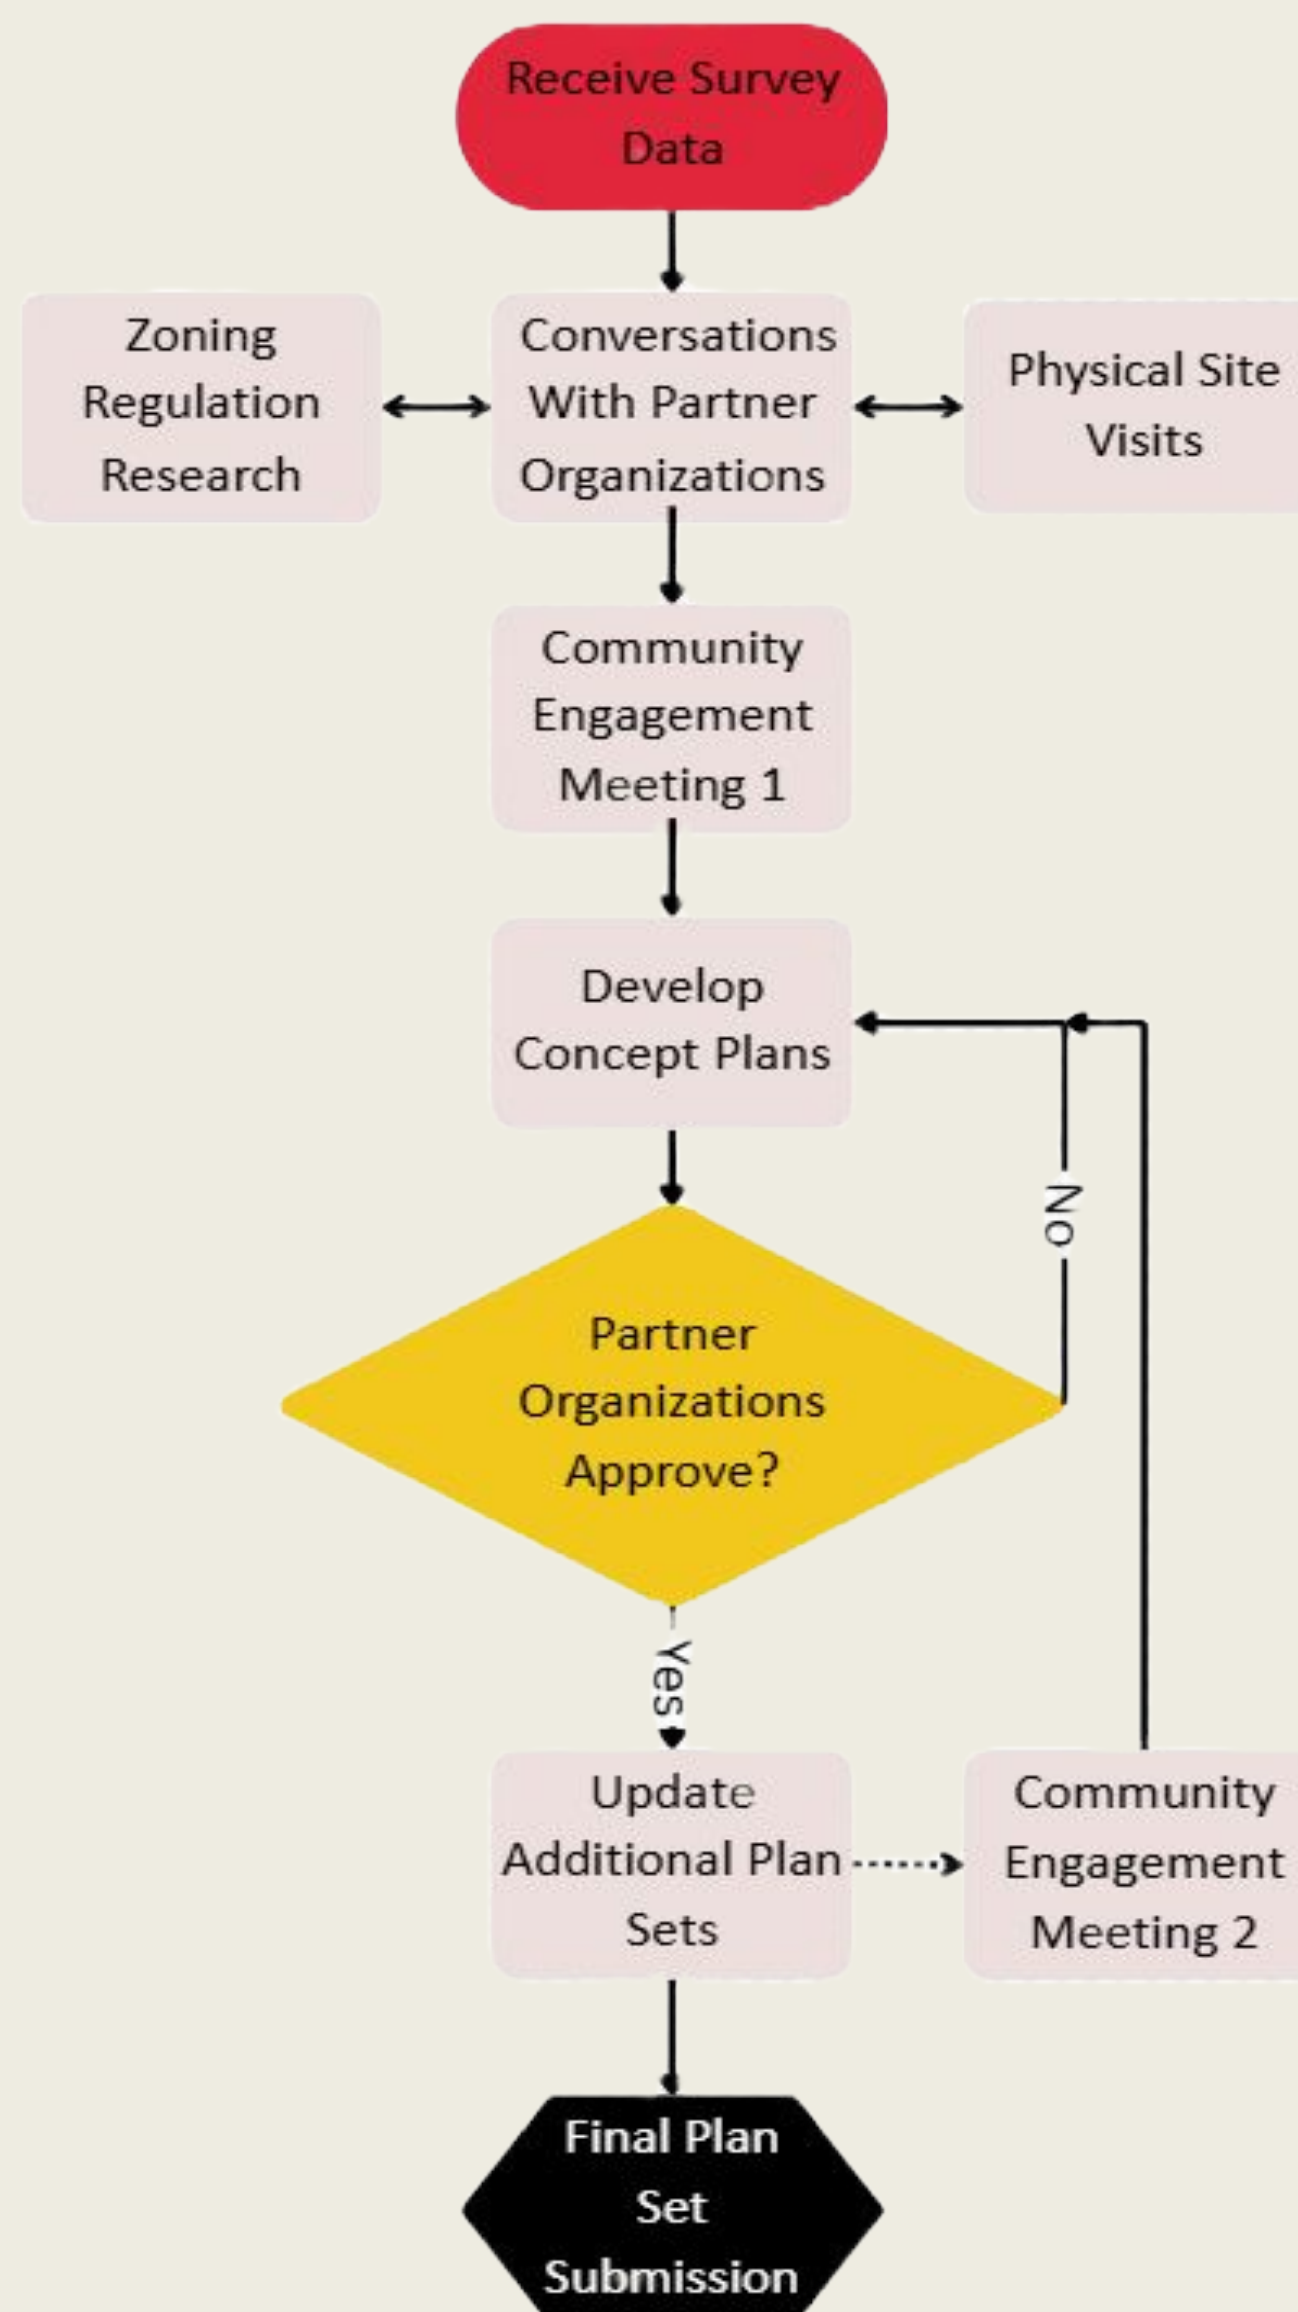 Receive Survey
Data
Zoning
Regulation
Research
Conversations
With Partner
Organizations
Physical Site
Visits
Community
Engagement
Meeting 1
Develop
Concept Plans
No
Partner
Organizations
Approve?
Yes
Update
Additional Plan
Sets
Community
Engagement
Meeting 2
Final Plan
Set
Submission